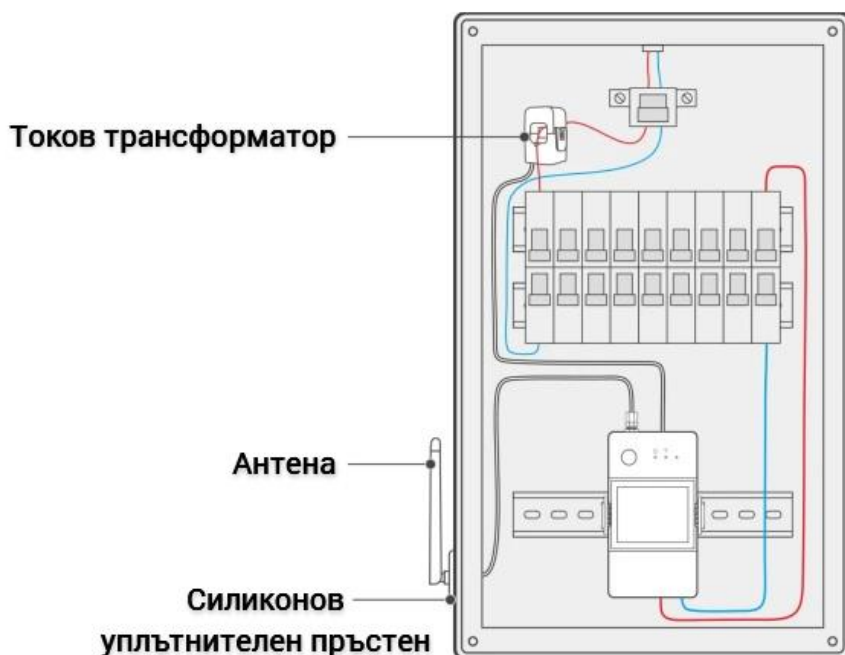 Токов трансформатор
Антена
Силиконов
уплътнителен пръстен